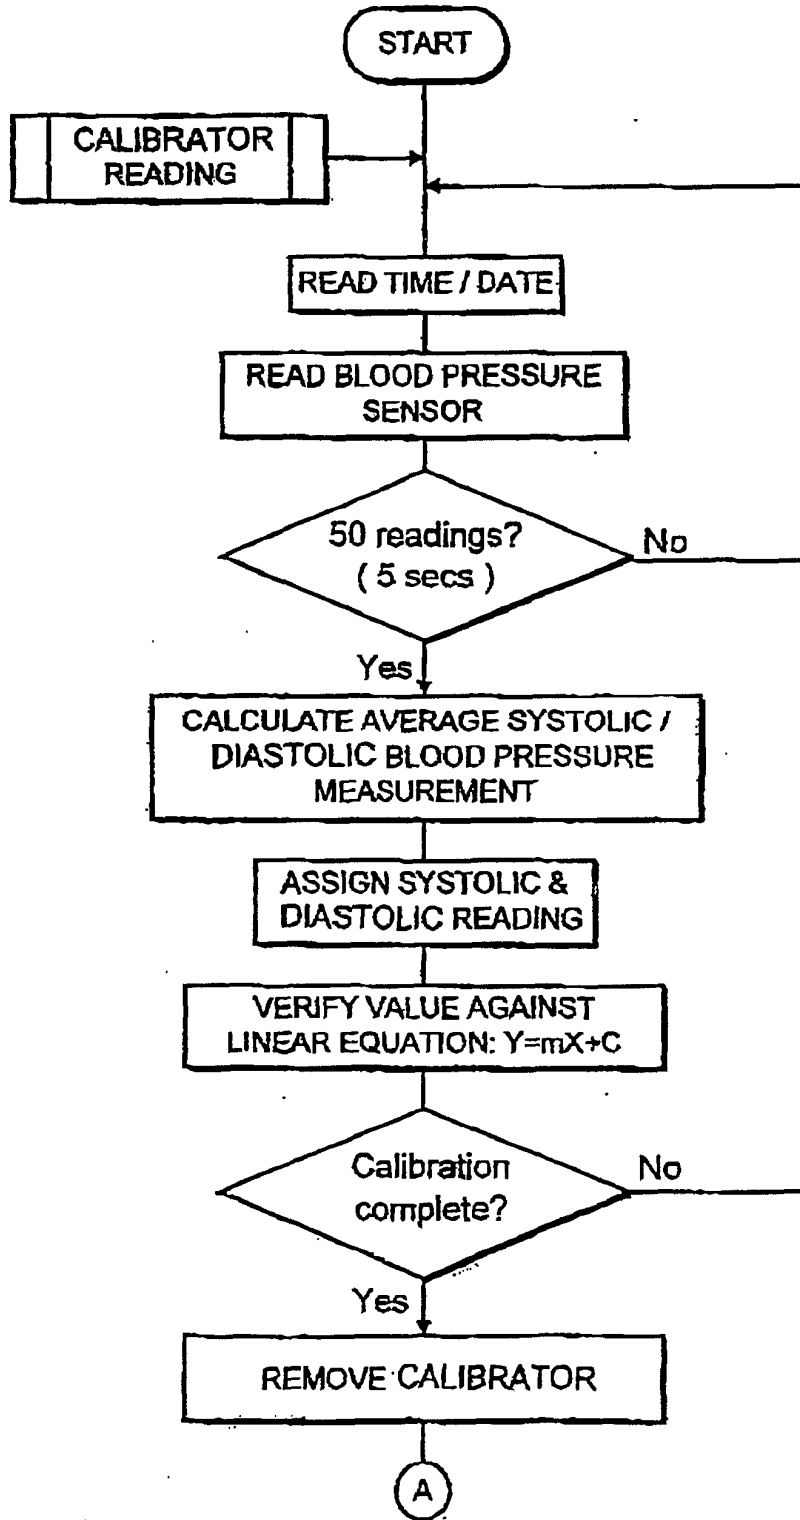 START
CALIBRATOR
READING
READ TIME / DATE
READ BLOOD PRESSURE
SENSOR
50 readings?
( 5 secs )
No
Yes
CALCULATE AVERAGE SYSTOLIC /
DIASTOLIC BLOOD PRESSURE
MEASUREMENT
ASSIGN SYSTOLIC &
DIASTOLIC READING
VERIFY VALUE AGAINST
LINEAR EQUATION: Y=mX+C
Calibration
complete?
No
Yes
REMOVE CALIBRATOR
A